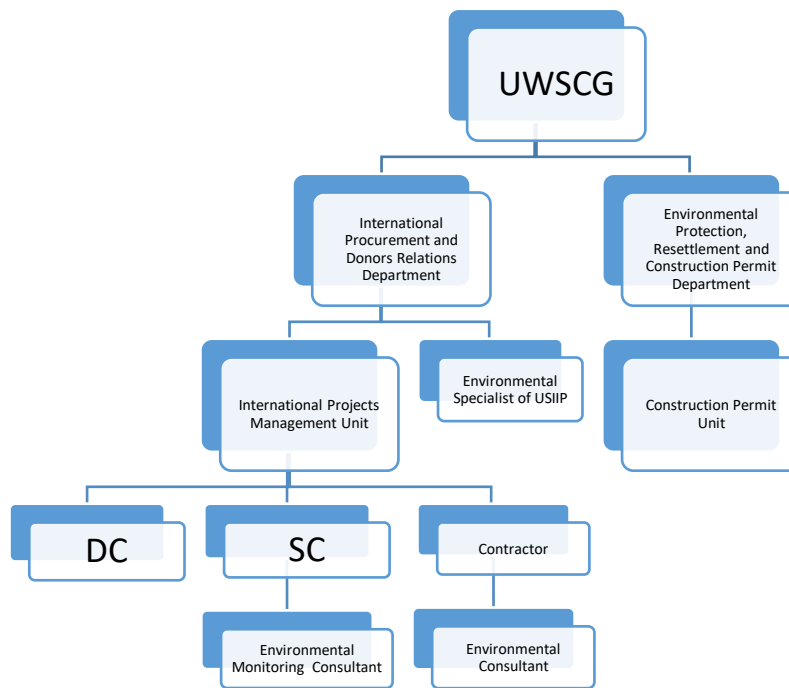 UWSCG
International
Procurement and
Donors Relations
Department
Environmental
Protection,
Resettlement and
Construction Permit
Department
International Projects
Management Unit
Environmental
Specialist of USIIP
Construction Permit
Unit
DC
SC
Contractor
Environmental
Monitoring Consultant
Environmental
Consultant